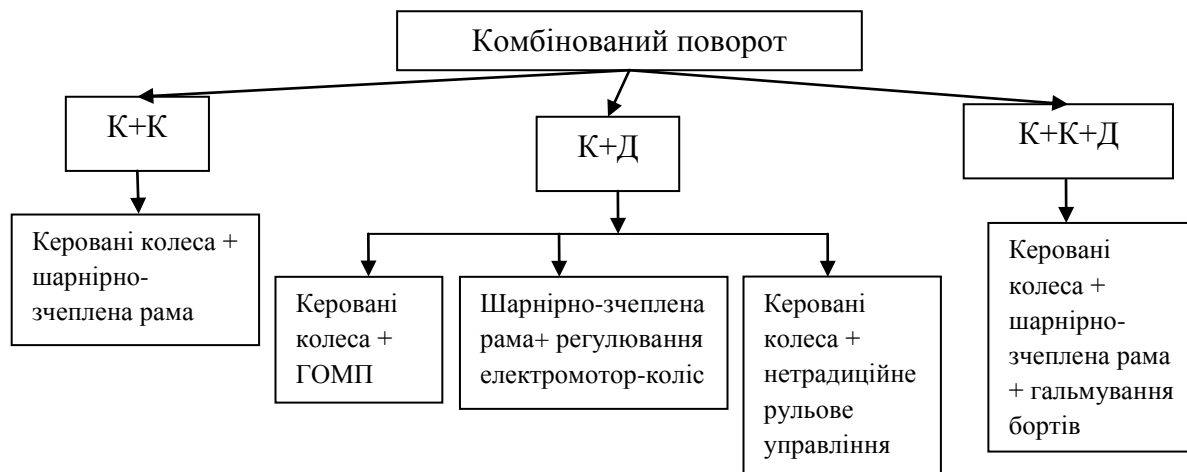 Комбінований поворот
К+К
К+Д
К+К+Д
Керовані колеса +
шарнірно-
зчеплена рама
Керовані
колеса +
ГОМП
Шарнірно-зчеплена
рама+ регулювання
електромотор-коліс
Керовані
колеса +
нетрадиційне
рульове
управління
Керовані
колеса +
шарнірно-
зчеплена рама
+ гальмування
бортів